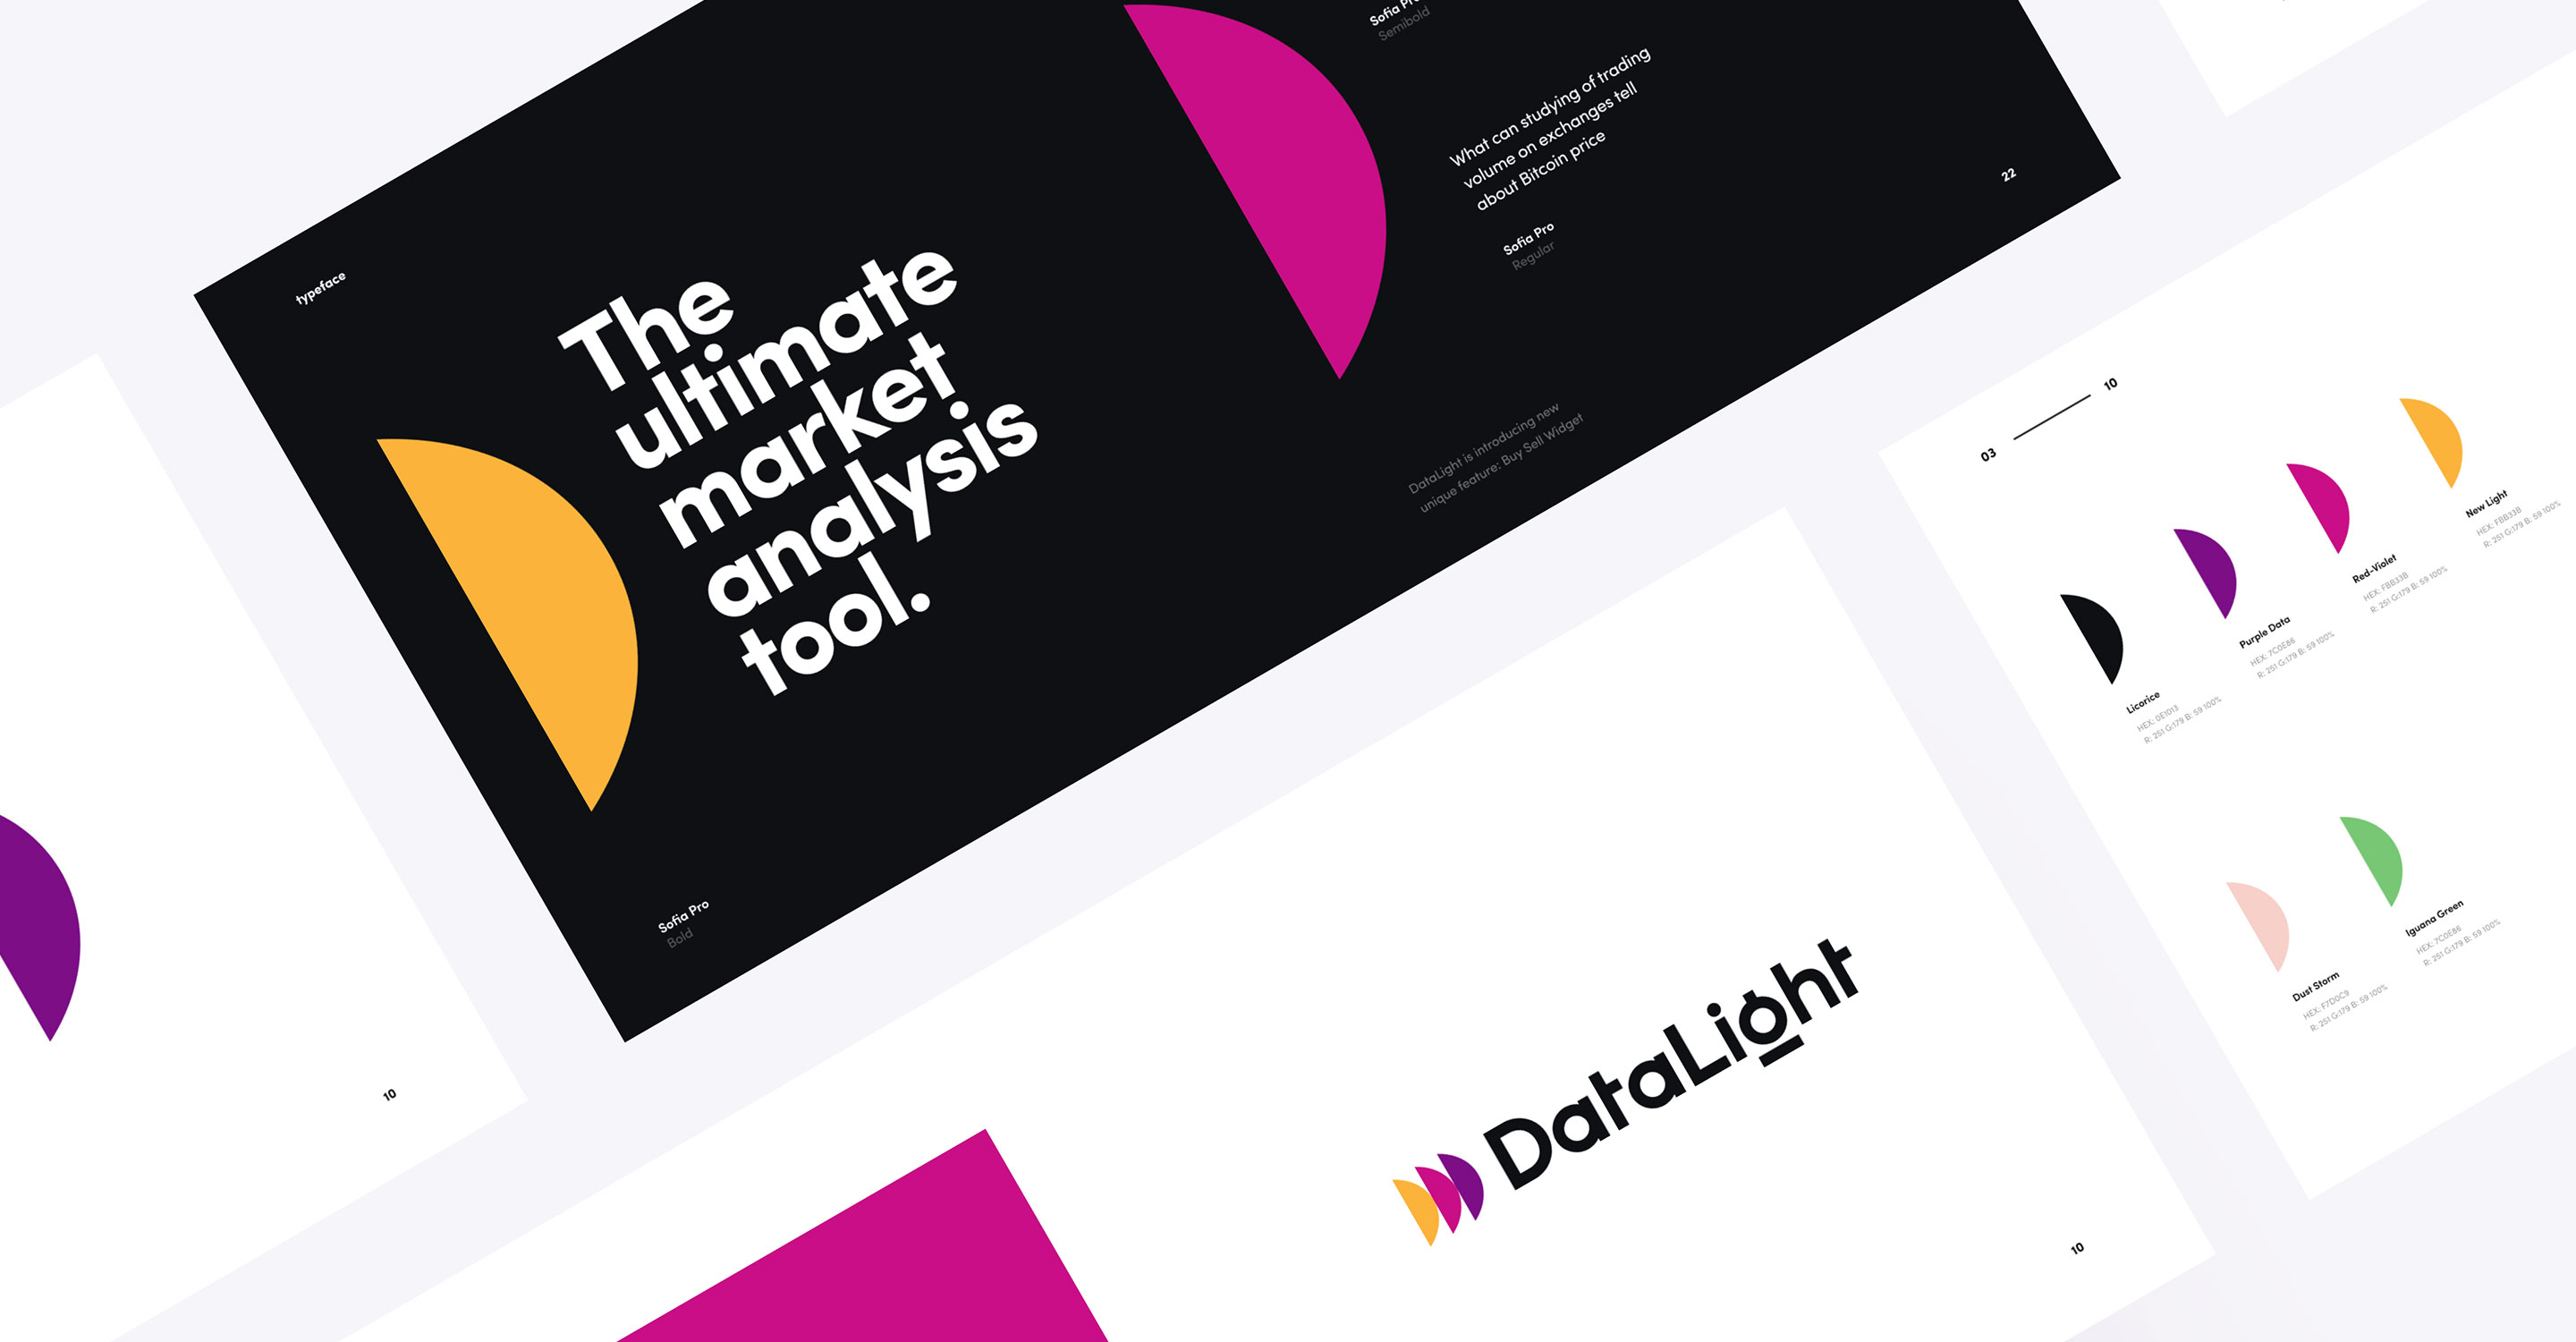 typeface
The
ultimate
market
analysis
tool.
Sofia Pro
Bold
Sofia Pro
Semibold
What can studying of trading
volume on exchanges tell
about Bitcoin price
Sofia Pro
Regular
22
DataLight is introducing new
unique feature: Buy Sell Widget
10
DataLight
10
03
10
Licorice
HEX: 0E1013
R: 251 G:179 B: 59 100%
Purple Data
HEX: 7C0E86
R: 251 G:179 B: 59 100%
Red-Violet
HEX: FBB33B
R: 251 G:179 B: 59 100%
New Light
HEX: FBB33B
R: 251 G:179 B: 59 100%
Dust Storm
HEX: F7D0C9
R: 251 G:179 B: 59 100%
Iguana Green
HEX: 7C0E86
R: 251 G:179 B: 59 100%